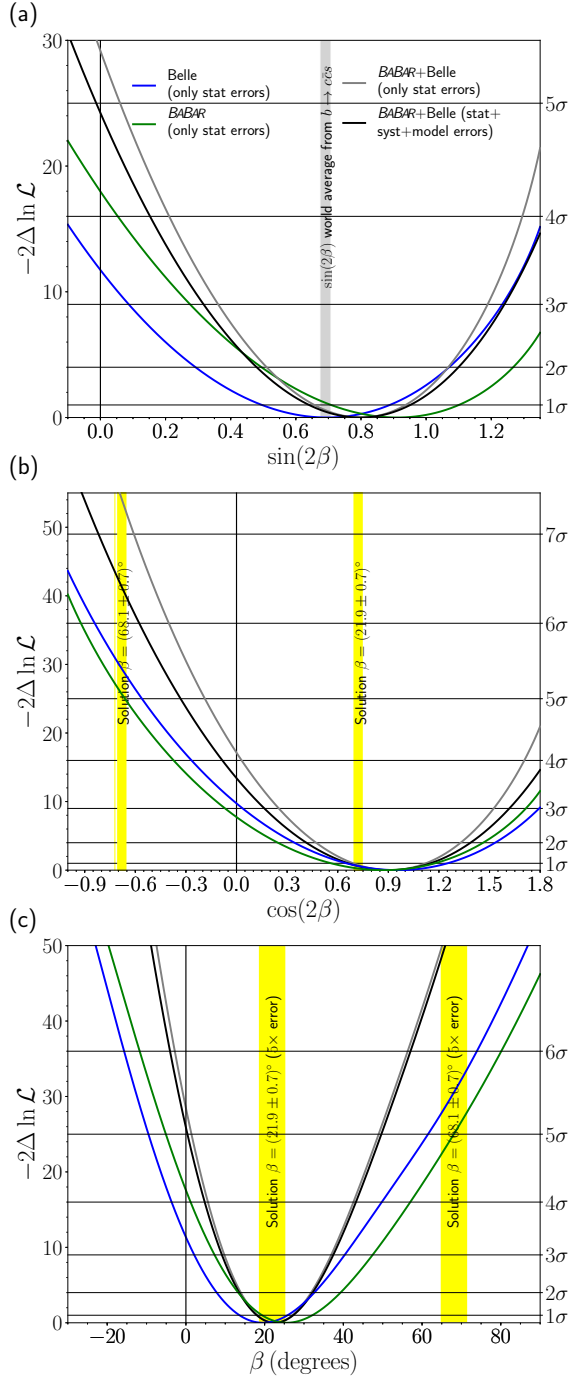 (a)
30
20
10
0
−2Δ ln ℒ
Belle
(only stat errors)
BABAR
(only stat errors)
BABAR+Belle
(only stat errors)
BABAR+Belle (stat+
syst+model errors)
sin(2β) world average from b → cc̄s
5σ
4σ
3σ
2σ
1σ
0.0 0.2 0.4 0.6 0.8 1.0 1.2
sin(2β)
(b)
50
40
30
20
10
0
−2Δ ln ℒ
Solution β = (68.1 ± 0.7)°
Solution β = (21.9 ± 0.7)°
7σ
6σ
5σ
4σ
3σ
2σ
1σ
−0.9 −0.6 −0.3 0.0 0.3 0.6 0.9 1.2 1.5 1.8
cos(2β)
(c)
50
40
30
20
10
0
−2Δ ln ℒ
Solution β = (21.9 ± 0.7)° (5× error)
Solution β = (68.1 ± 0.7)° (5× error)
6σ
5σ
4σ
3σ
2σ
1σ
−20 0 20 40 60 80
β (degrees)